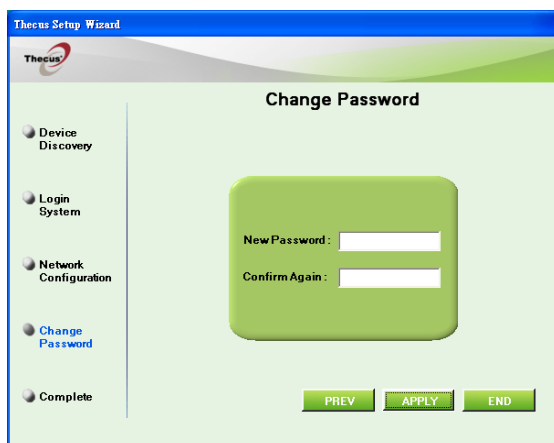 Thecus Setup Wizard
Thecus
Change Password
Device
Discovery
Login
System
Network
Configuration
Change
Password
Complete
New Password :
Confirm Again :
PREV
APPLY
END